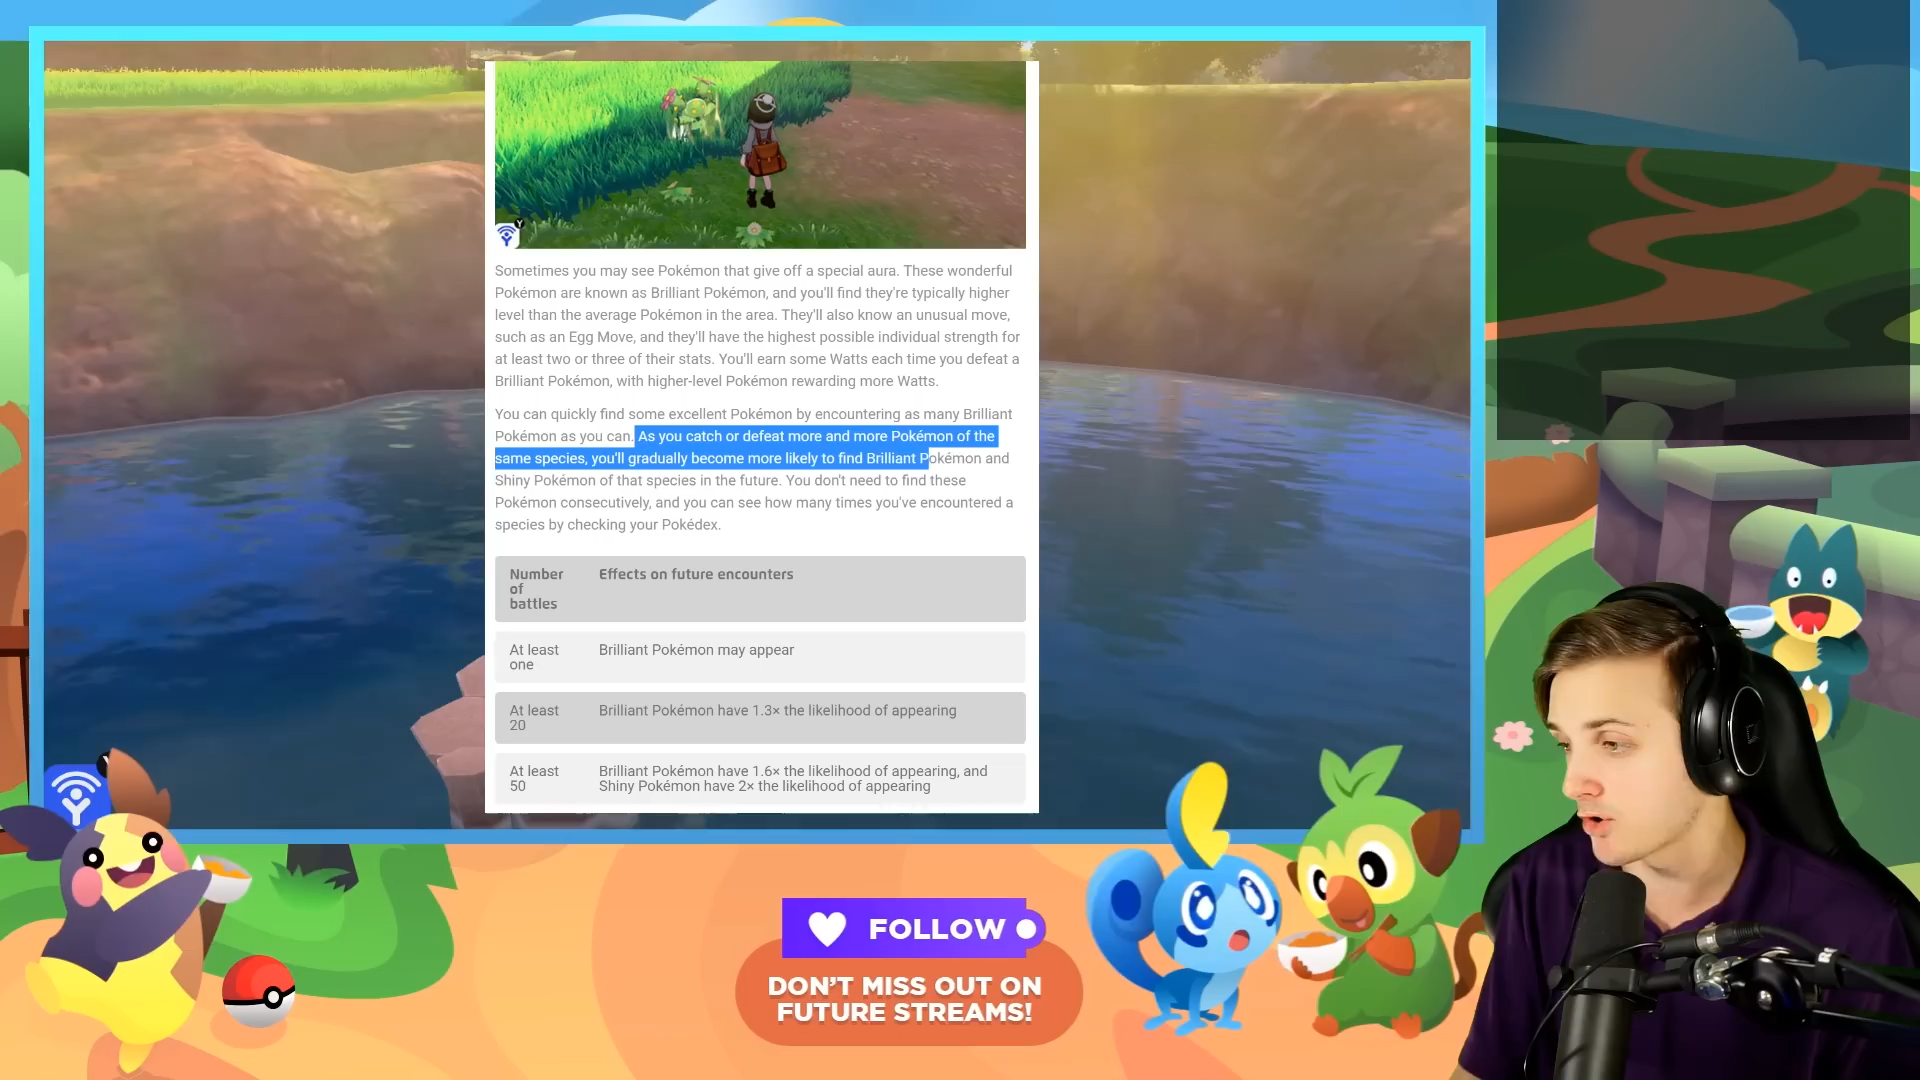 Y
Sometimes you may see Pokémon that give off a special aura. These wonderful
Pokémon are known as Brilliant Pokémon, and you'll find they're typically higher
level than the average Pokémon in the area. They'll also know an unusual move,
such as an Egg Move, and they'll have the highest possible individual strength for
at least two or three of their stats. You'll earn some Watts each time you defeat a
Brilliant Pokémon, with higher-level Pokémon rewarding more Watts.
You can quickly find some excellent Pokémon by encountering as many Brilliant
Pokémon as you can. As you catch or defeat more and more Pokémon of the
same species, you'll gradually become more likely to find Brilliant Pokémon and
Shiny Pokémon of that species in the future. You don't need to find these
Pokémon consecutively, and you can see how many times you've encountered a
species by checking your Pokédex.
Number
of
battles
Effects on future encounters
At least
one
Brilliant Pokémon may appear
At least
20
Brilliant Pokémon have 1.3× the likelihood of appearing
At least
50
Brilliant Pokémon have 1.6× the likelihood of appearing, and
Shiny Pokémon have 2× the likelihood of appearing
FOLLOW
DON'T MISS OUT ON
FUTURE STREAMS!